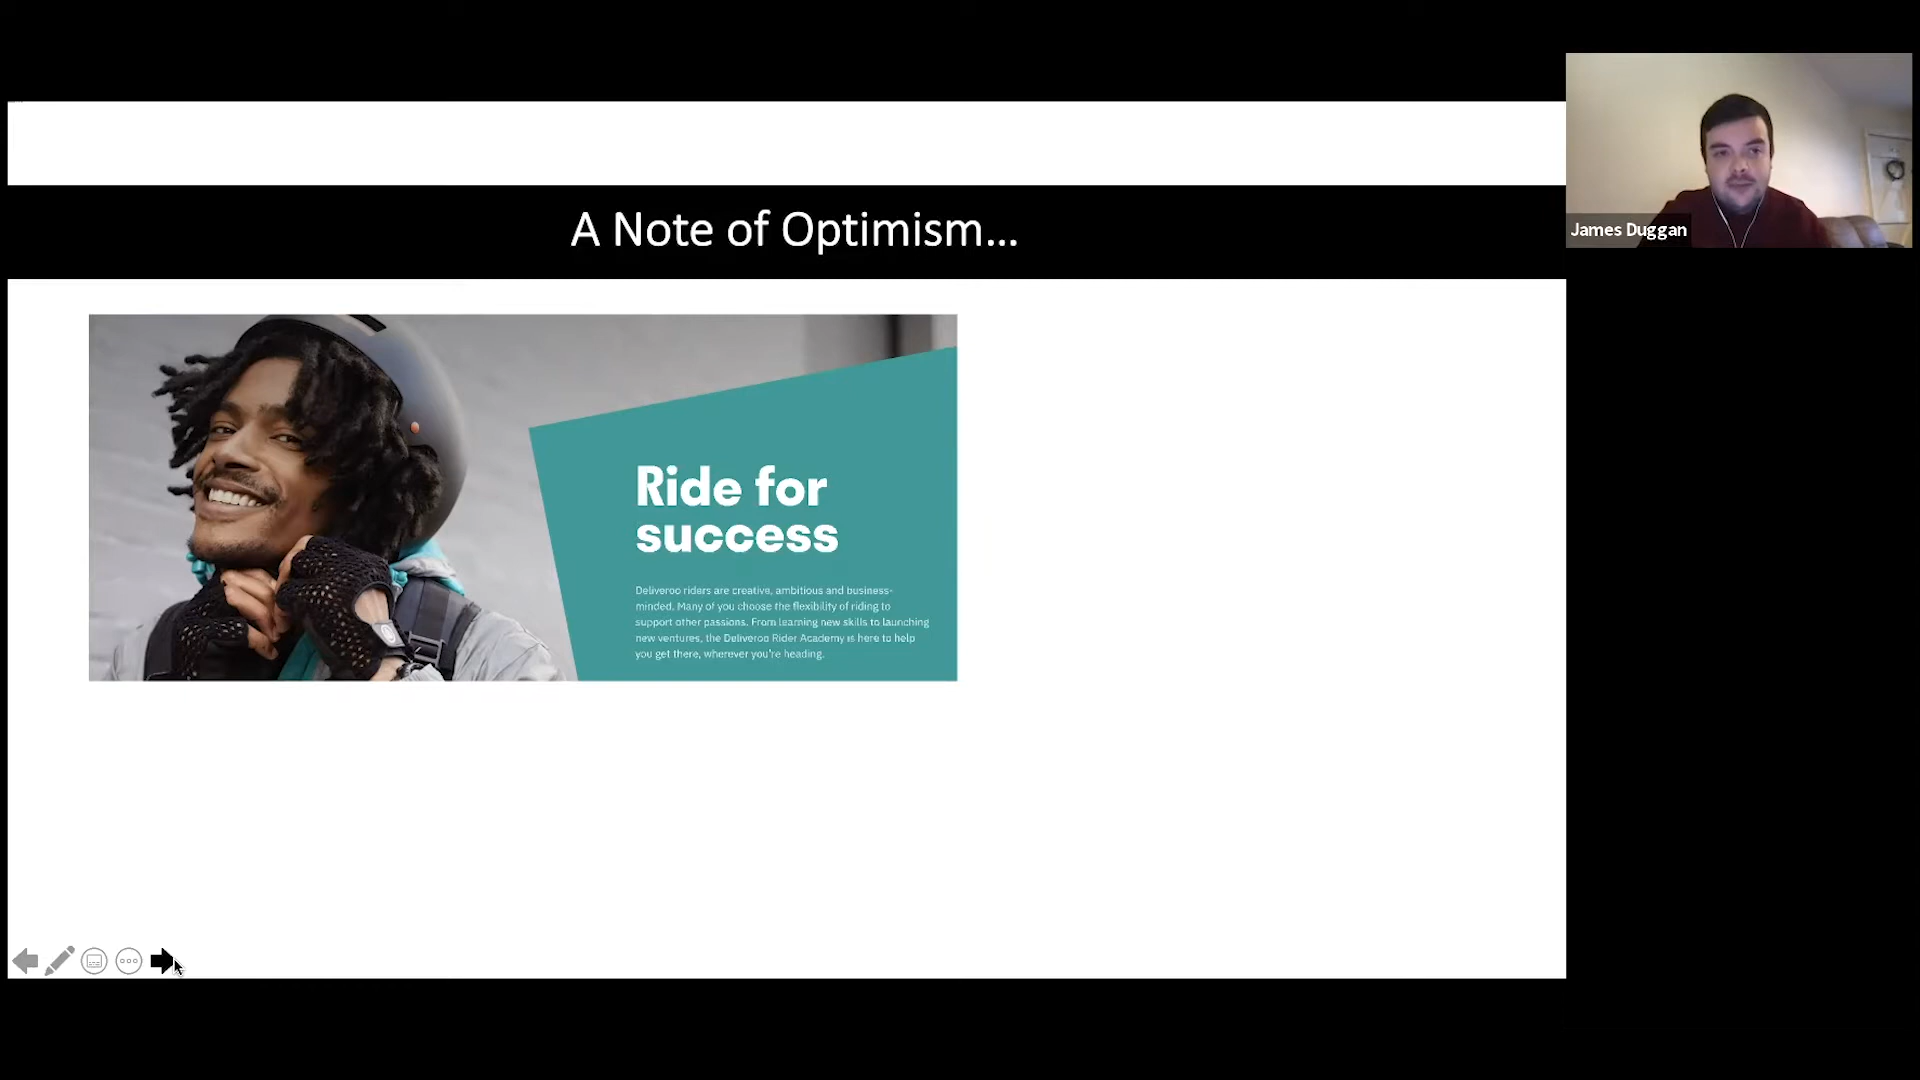 A Note of Optimism...
James Duggan
Ride for
success
Deliveroo riders are creative, ambitious and business-
minded. Many of you choose the flexibility of riding to
support other passions. From learning new skills to launching
new ventures, the Deliveroo Rider Academy is here to help
you get there, wherever you're heading.